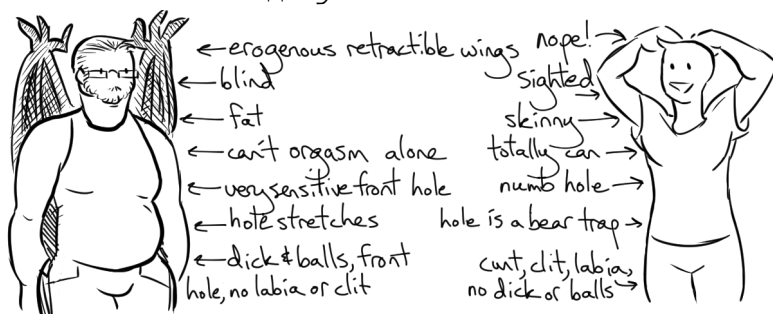 erogenous retractible wings
blind
fat
can't orgasm alone
very sensitive front hole
hole stretches
dick & balls, front
hole, no labia or clit
nope!
sighted
skinny
totally can
numb hole
hole is a bear trap
cunt, clit, labia,
no dick or balls